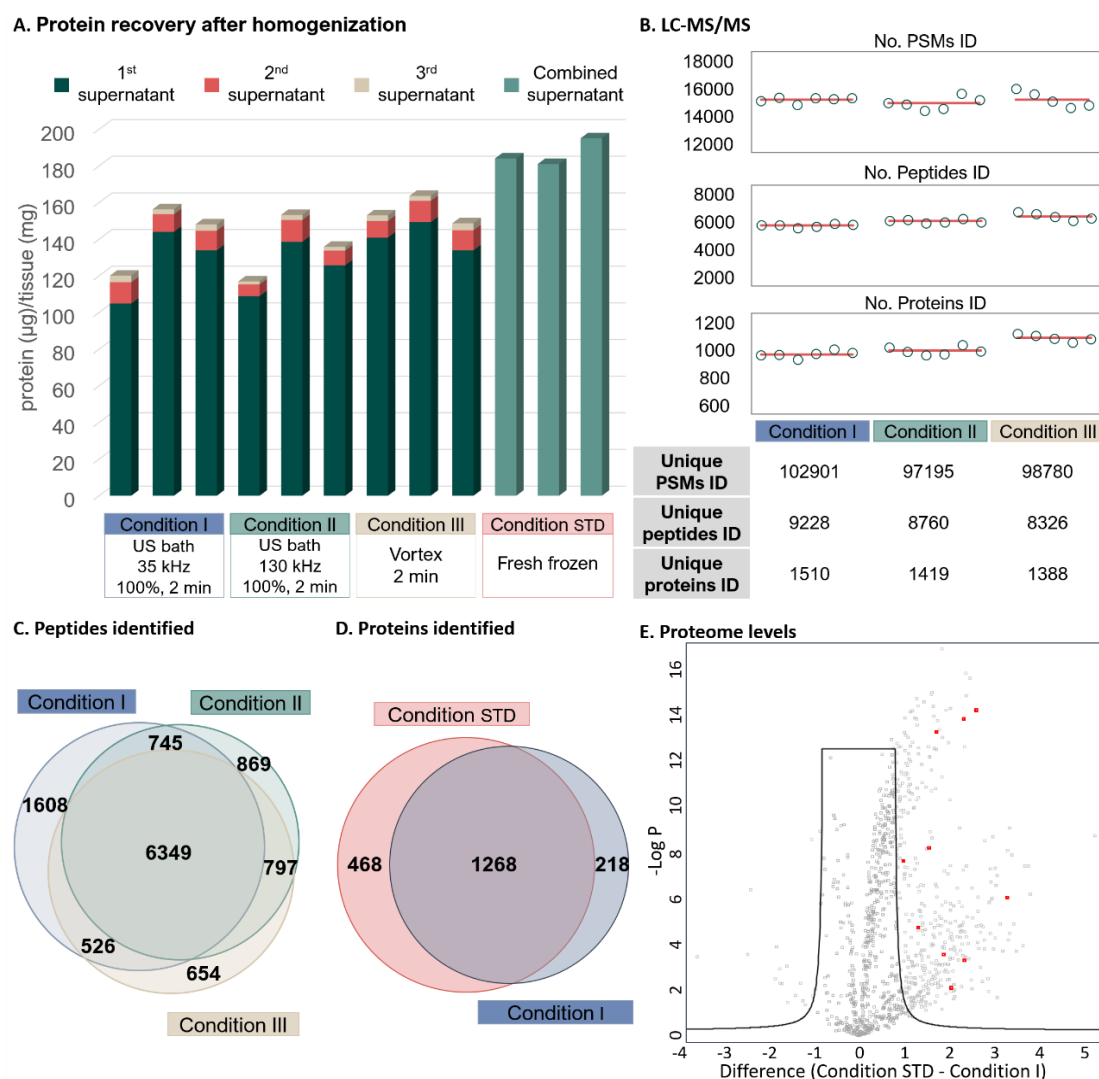 A. Protein recovery after homogenization
1st supernatant
2nd supernatant
3rd supernatant
Combined supernatant
protein (µg)/tissue (mg)
200
180
160
140
120
100
80
60
40
20
0
Condition I
US bath
35 kHz
100%, 2 min
Condition II
US bath
130 kHz
100%, 2 min
Condition III
Vortex
2 min
Condition STD
Fresh frozen
B. LC-MS/MS
No. PSMs ID
18000
16000
14000
12000
No. Peptides ID
8000
6000
4000
2000
No. Proteins ID
1200
1000
800
600
Condition I Condition II Condition III
Unique PSMs ID 102901 97195 98780
Unique peptides ID 9228 8760 8326
Unique proteins ID 1510 1419 1388
C. Peptides identified
Condition I
Condition II
745
869
1608
6349
797
526
654
Condition III
D. Proteins identified
Condition STD
468
1268
218
Condition I
E. Proteome levels
-Log P
16
14
12
10
8
6
4
2
0
-4 -3 -2 -1 0 1 2 3 4 5
Difference (Condition STD - Condition I)